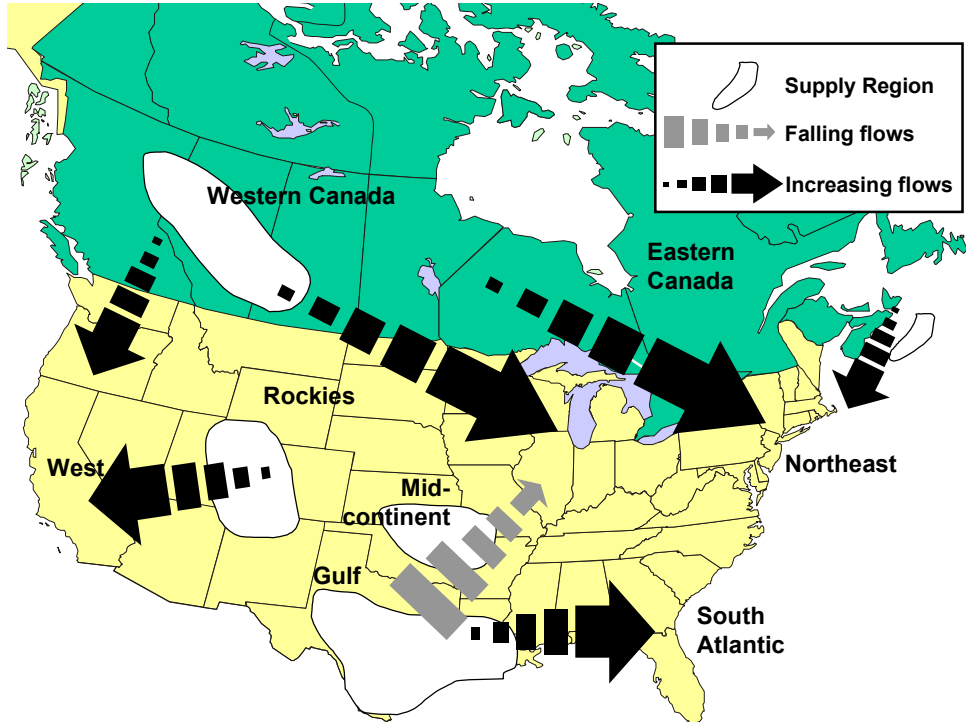 Supply Region
Falling flows
Increasing flows
Western Canada
Eastern
Canada
Rockies
West
Northeast
Mid-
continent
Gulf
South
Atlantic